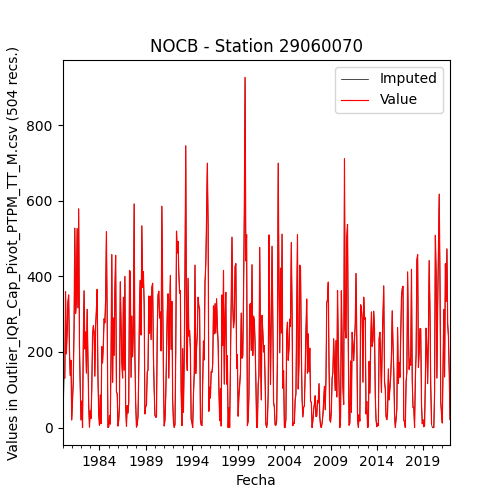 NOCB - Station 29060070
Imputed
Value
Values in Outlier_IQR_Cap_Pivot_PTPM_TT_M.csv (504 recs.)
800
600
400
200
0
1984 1989 1994 1999 2004 2009 2014 2019
Fecha